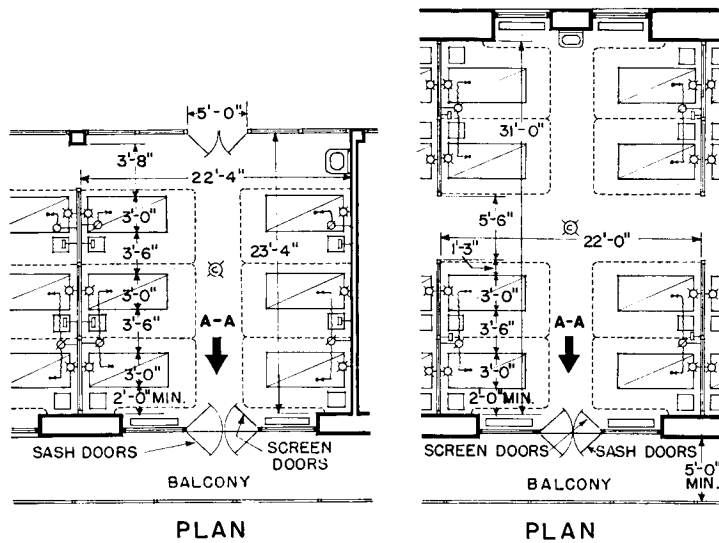 5'-0"
3'-8"
22'-4"
3'-0"
23'-4"
3'-6"
C
3'-0"
3'-6"
A-A
3'-0"
2'-0"MIN.
SASH DOORS
SCREEN
DOORS
BALCONY
PLAN
31'-0"
5'-6"
C
22'-0"
1'-3"
3'-0"
3'-6"
A-A
3'-0"
2'-0"MIN.
SCREEN DOORS
SASH DOORS
5'-0"
MIN.
BALCONY
PLAN